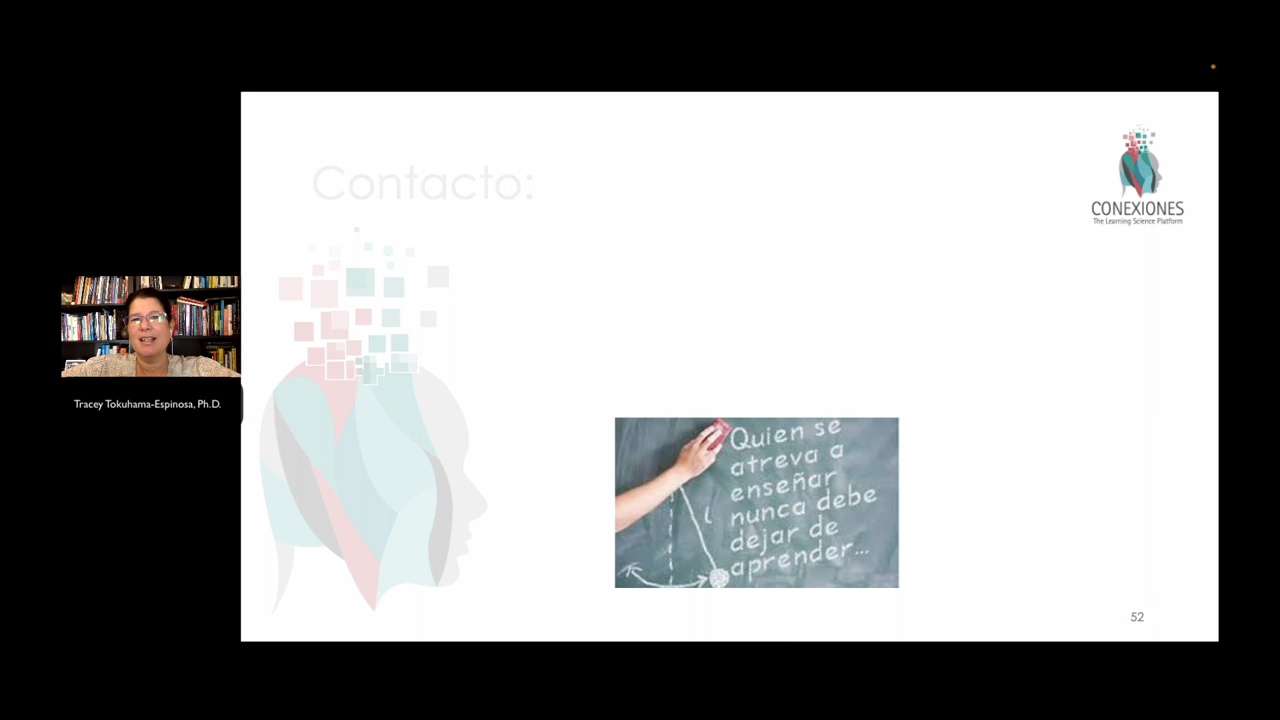 Contacto:
CONEXIONES
The Learning Science Platform
Tracey Tokuhama-Espinosa, Ph.D.
Quien se
atreva a
enseñar
nunca debe
dejar de
aprender...
52